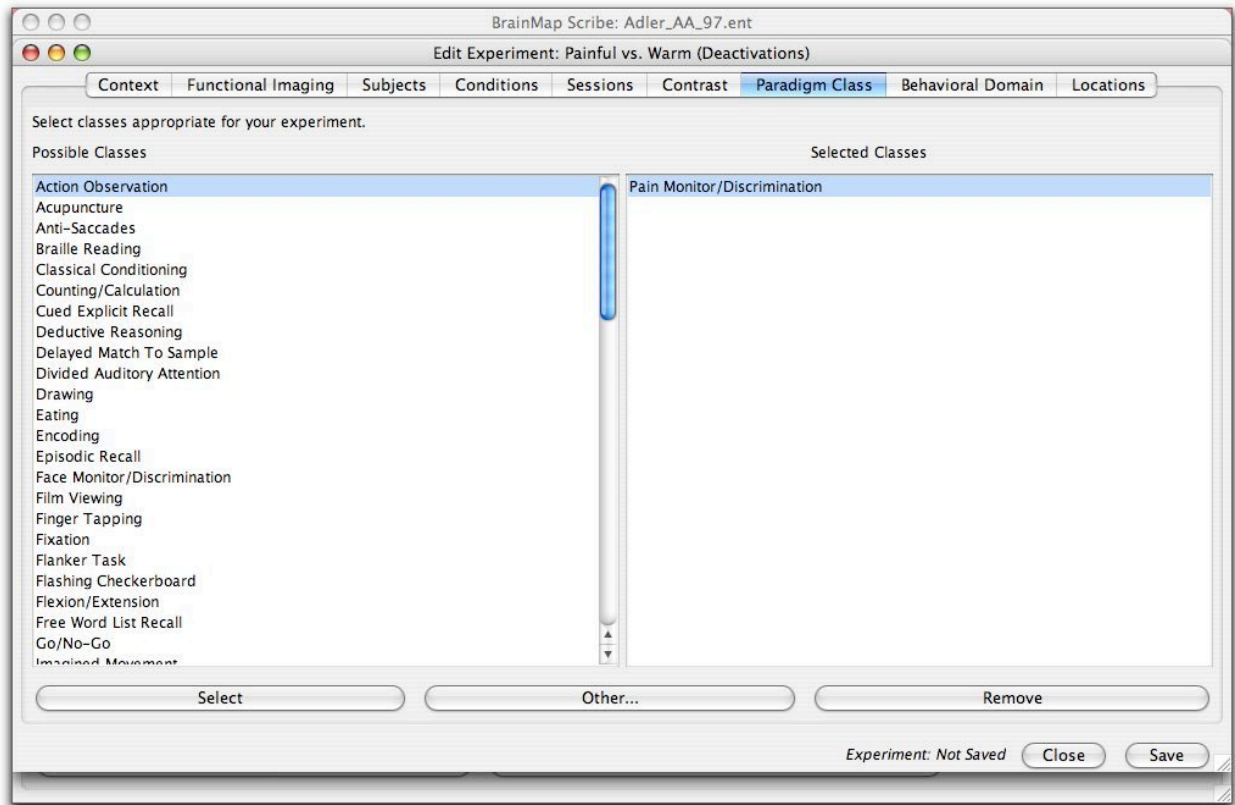 BrainMap Scribe: Adler_AA_97.ent
Edit Experiment: Painful vs. Warm (Deactivations)
Context Functional Imaging Subjects Conditions Sessions Contrast Paradigm Class Behavioral Domain Locations
Select classes appropriate for your experiment.
Possible Classes Selected Classes
Action Observation Pain Monitor/Discrimination
Acupuncture
Anti-Saccades
Braille Reading
Classical Conditioning
Counting/Calculation
Cued Explicit Recall
Deductive Reasoning
Delayed Match To Sample
Divided Auditory Attention
Drawing
Eating
Encoding
Episodic Recall
Face Monitor/Discrimination
Film Viewing
Finger Tapping
Fixation
Flanker Task
Flashing Checkerboard
Flexion/Extension
Free Word List Recall
Go/No-Go
Imagined Movement
Select Other... Remove
Experiment: Not Saved Close Save